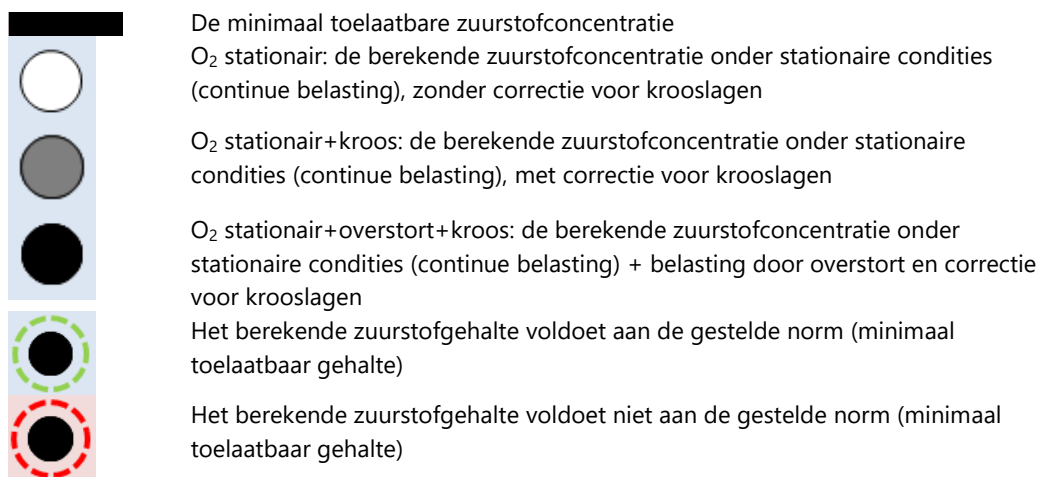 De minimaal toelaatbare zuurstofconcentratie
O₂ stationair: de berekende zuurstofconcentratie onder stationaire condities
(continue belasting), zonder correctie voor krooslagen
O₂ stationair+kroos: de berekende zuurstofconcentratie onder stationaire
condities (continue belasting), met correctie voor krooslagen
O₂ stationair+overstort+kroos: de berekende zuurstofconcentratie onder
stationaire condities (continue belasting) + belasting door overstort en correctie
voor krooslagen
Het berekende zuurstofgehalte voldoet aan de gestelde norm (minimaal
toelaatbaar gehalte)
Het berekende zuurstofgehalte voldoet niet aan de gestelde norm (minimaal
toelaatbaar gehalte)